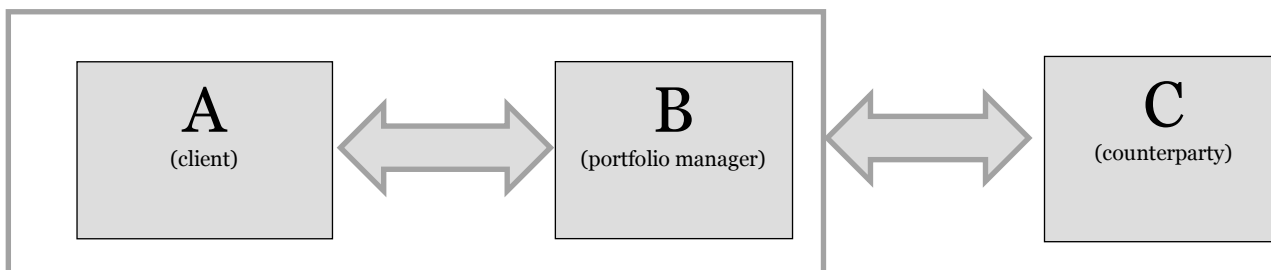 A
(client)
B
(portfolio manager)
C
(counterparty)